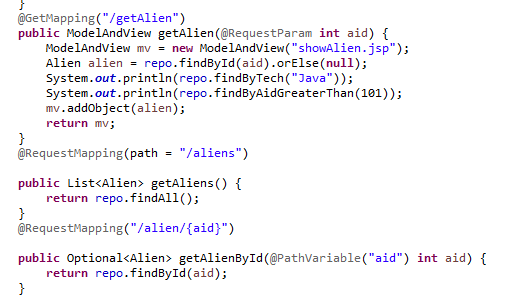 }
@GetMapping("/getAlien")
public ModelAndView getAlien(@RequestParam int aid) {
    ModelAndView mv = new ModelAndView("showAlien.jsp");
    Alien alien = repo.findById(aid).orElse(null);
    System.out.println(repo.findByTech("Java"));
    System.out.println(repo.findByAidGreaterThan(101));
    mv.addObject(alien);
    return mv;
}
@RequestMapping(path = "/aliens")

public List<Alien> getAliens() {
    return repo.findAll();
}
@RequestMapping("/alien/{aid}")

public Optional<Alien> getAlienById(@PathVariable("aid") int aid) {
    return repo.findById(aid);
}